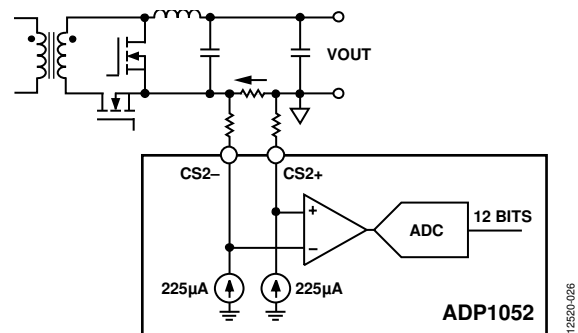 VOUT
CS2– CS2+
+
–
ADC
12 BITS
225µA 225µA
ADP1052
12520-026